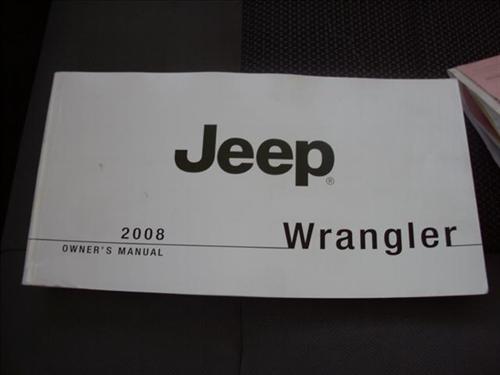 Jeep®
2008
OWNER'S MANUAL
Wrangler